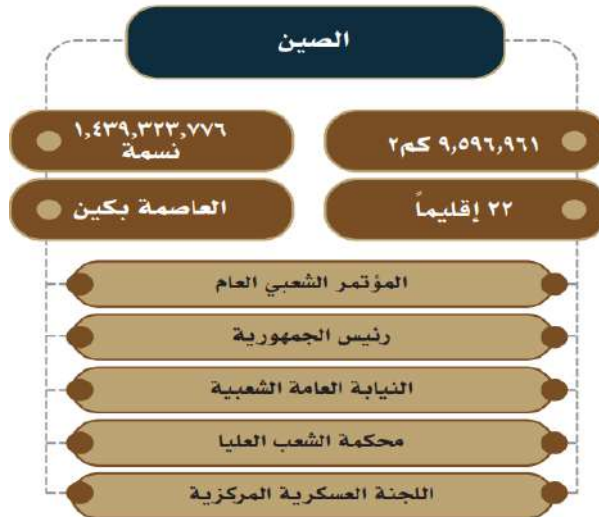 الصين
٩,٥٩٦,٩٦١ كم٢
١,٤٣٩,٣٢٣,٧٧٦
نسمة
٢٢ إقليماً
العاصمة بكين
المؤتمر الشعبي العام
رئيس الجمهورية
النيابة العامة الشعبية
محكمة الشعب العليا
اللجنة العسكرية المركزية